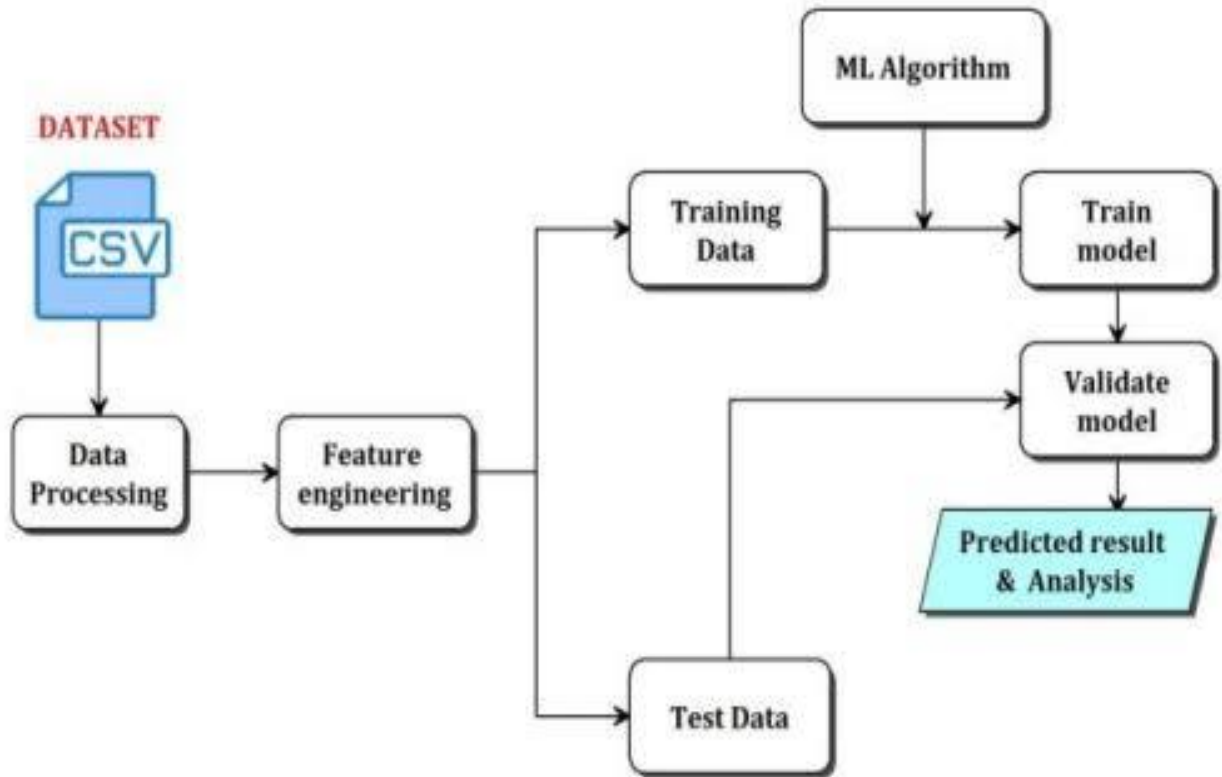 DATASET
CSV
Data
Processing
Feature
engineering
Training
Data
ML Algorithm
Train
model
Validate
model
Predicted result
& Analysis
Test Data